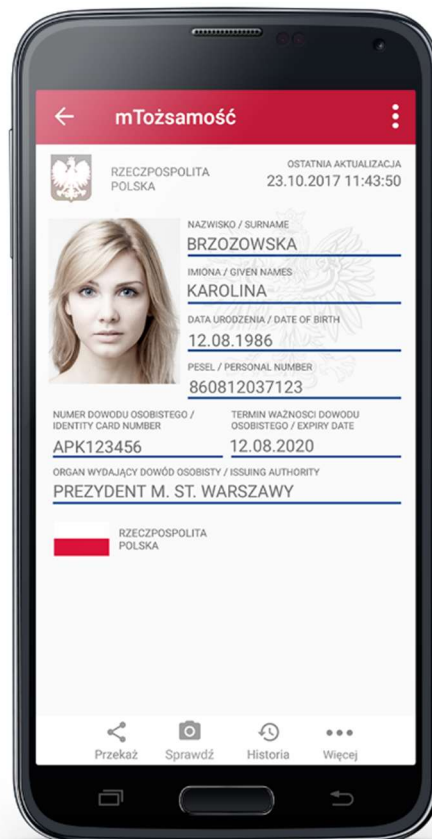 mTożsamość
RZECZPOSPOLITA
POLSKA
OSTATNIA AKTUALIZACJA
23.10.2017 11:43:50
NAZWISKO / SURNAME
BRZOZOWSKA
IMIONA / GIVEN NAMES
KAROLINA
DATA URODZENIA / DATE OF BIRTH
12.08.1986
PESEL / PERSONAL NUMBER
860812037123
NUMER DOWODU OSOBISTEGO /
IDENTITY CARD NUMBER
APK123456
TERMIN WAŻNOSCI DOWODU
OSOBISTEGO / EXPIRY DATE
12.08.2020
ORGAN WYDAJĄCY DOWÓD OSOBISTY / ISSUING AUTHORITY
PREZYDENT M. ST. WARSZAWY
RZECZPOSPOLITA
POLSKA
Przekaż
Sprawdź
Historia
Więcej